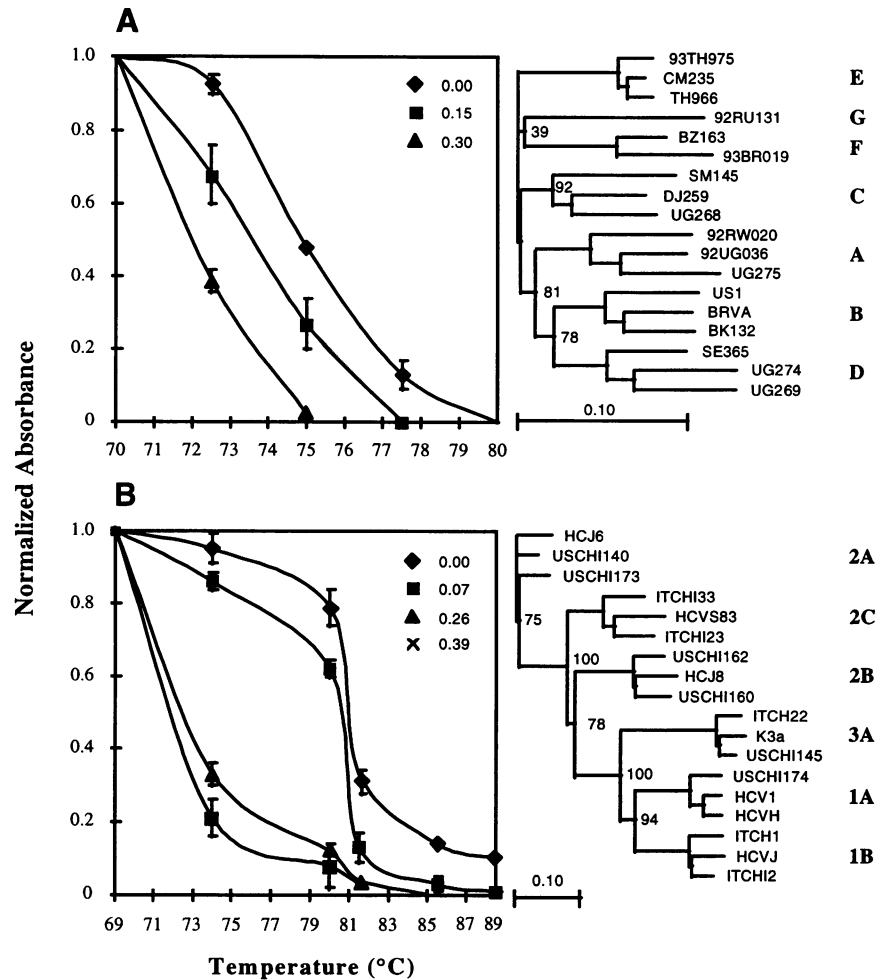 A
1.0
0.8
0.6
0.4
0.2
0
70 71 72 73 74 75 76 77 78 79 80
0.00
0.15
0.30
93TH975
CM235
TH966
E
92RU131
G
39
BZ163
93BR019
F
SM145
92
DJ259
UG268
C
92RW020
92UG036
UG275
A
81
US1
BRVA
BK132
B
78
SE365
UG274
UG269
D
0.10
Normalized Absorbance
B
1.0
0.8
0.6
0.4
0.2
0
69 71 73 75 77 79 81 83 85 87 89
0.00
0.07
0.26
0.39
HCJ6
USCHI140
USCHI173
2A
75
ITCHI33
HCVS83
ITCHI23
2C
100
USCHI162
HCJ8
USCHI160
2B
78
ITCH22
K3a
USCHI145
3A
100
USCHI174
HCV1
HCVH
1A
94
ITCH1
HCVJ
ITCHI2
1B
0.10
Temperature (°C)